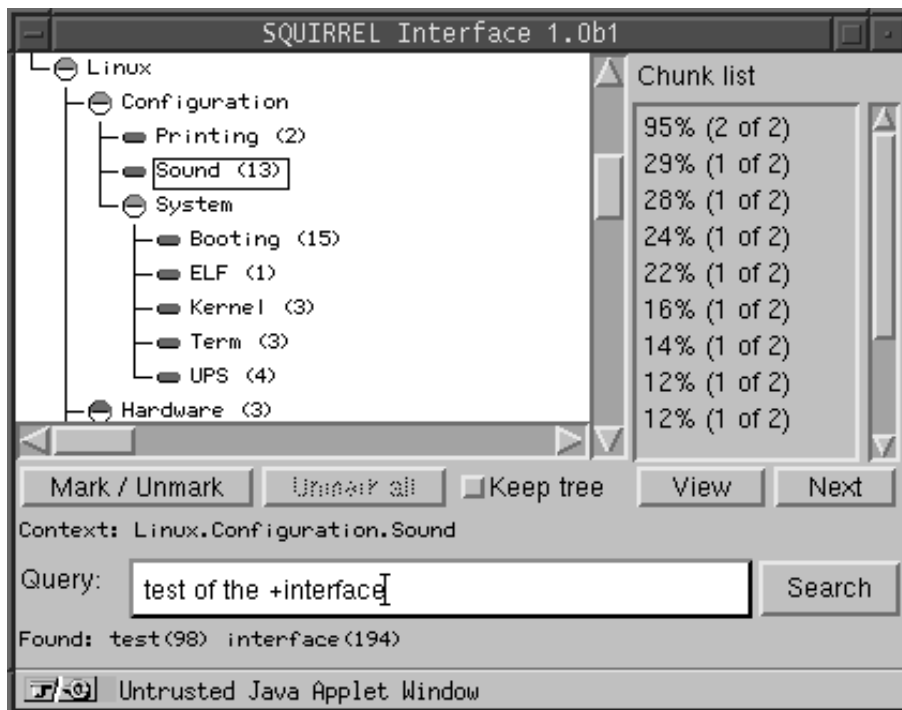 SQUIRREL Interface 1.0b1
Linux
Configuration
Printing (2)
Sound (13)
System
Booting (15)
ELF (1)
Kernel (3)
Term (3)
UPS (4)
Hardware (3)
Chunk list
95% (2 of 2)
29% (1 of 2)
28% (1 of 2)
24% (1 of 2)
22% (1 of 2)
16% (1 of 2)
14% (1 of 2)
12% (1 of 2)
12% (1 of 2)
Mark / Unmark Unmark all Keep tree View Next
Context: Linux.Configuration.Sound
Query: test of the +interface Search
Found: test(98) interface(194)
Untrusted Java Applet Window